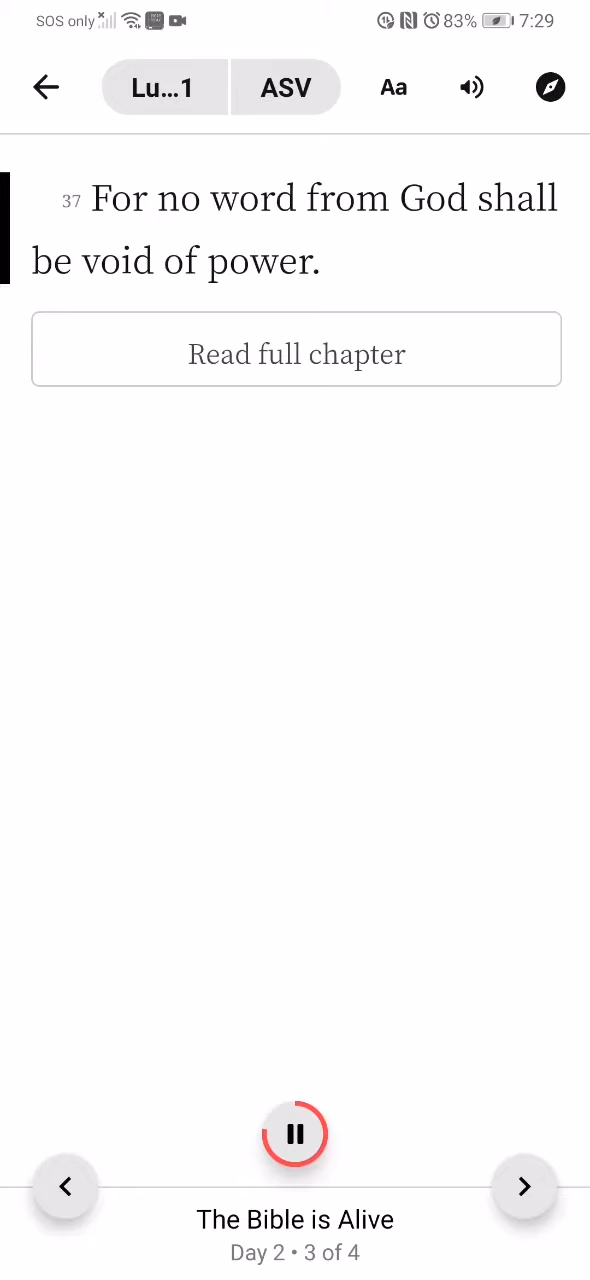 SOS only 83% 7:29
Lu...1 ASV Aa
37 For no word from God shall
be void of power.
Read full chapter
The Bible is Alive
Day 2 • 3 of 4